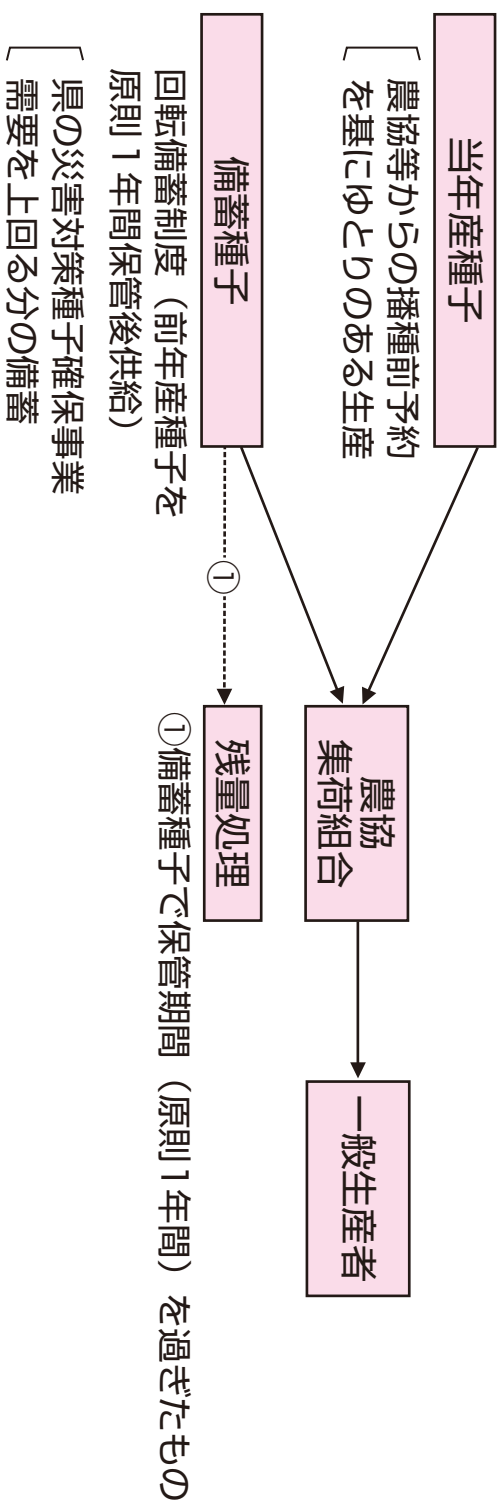 当年産種子
農協等からの播種前予約
を基にゆとりのある生産
備蓄種子
回転備蓄制度（前年産種子を
原則１年間保管後供給）
県の災害対策種子確保事業
需要を上回る分の備蓄
①
農協
集荷組合
残量処理
①備蓄種子で保管期間（原則１年間）を過ぎたもの
一般生産者